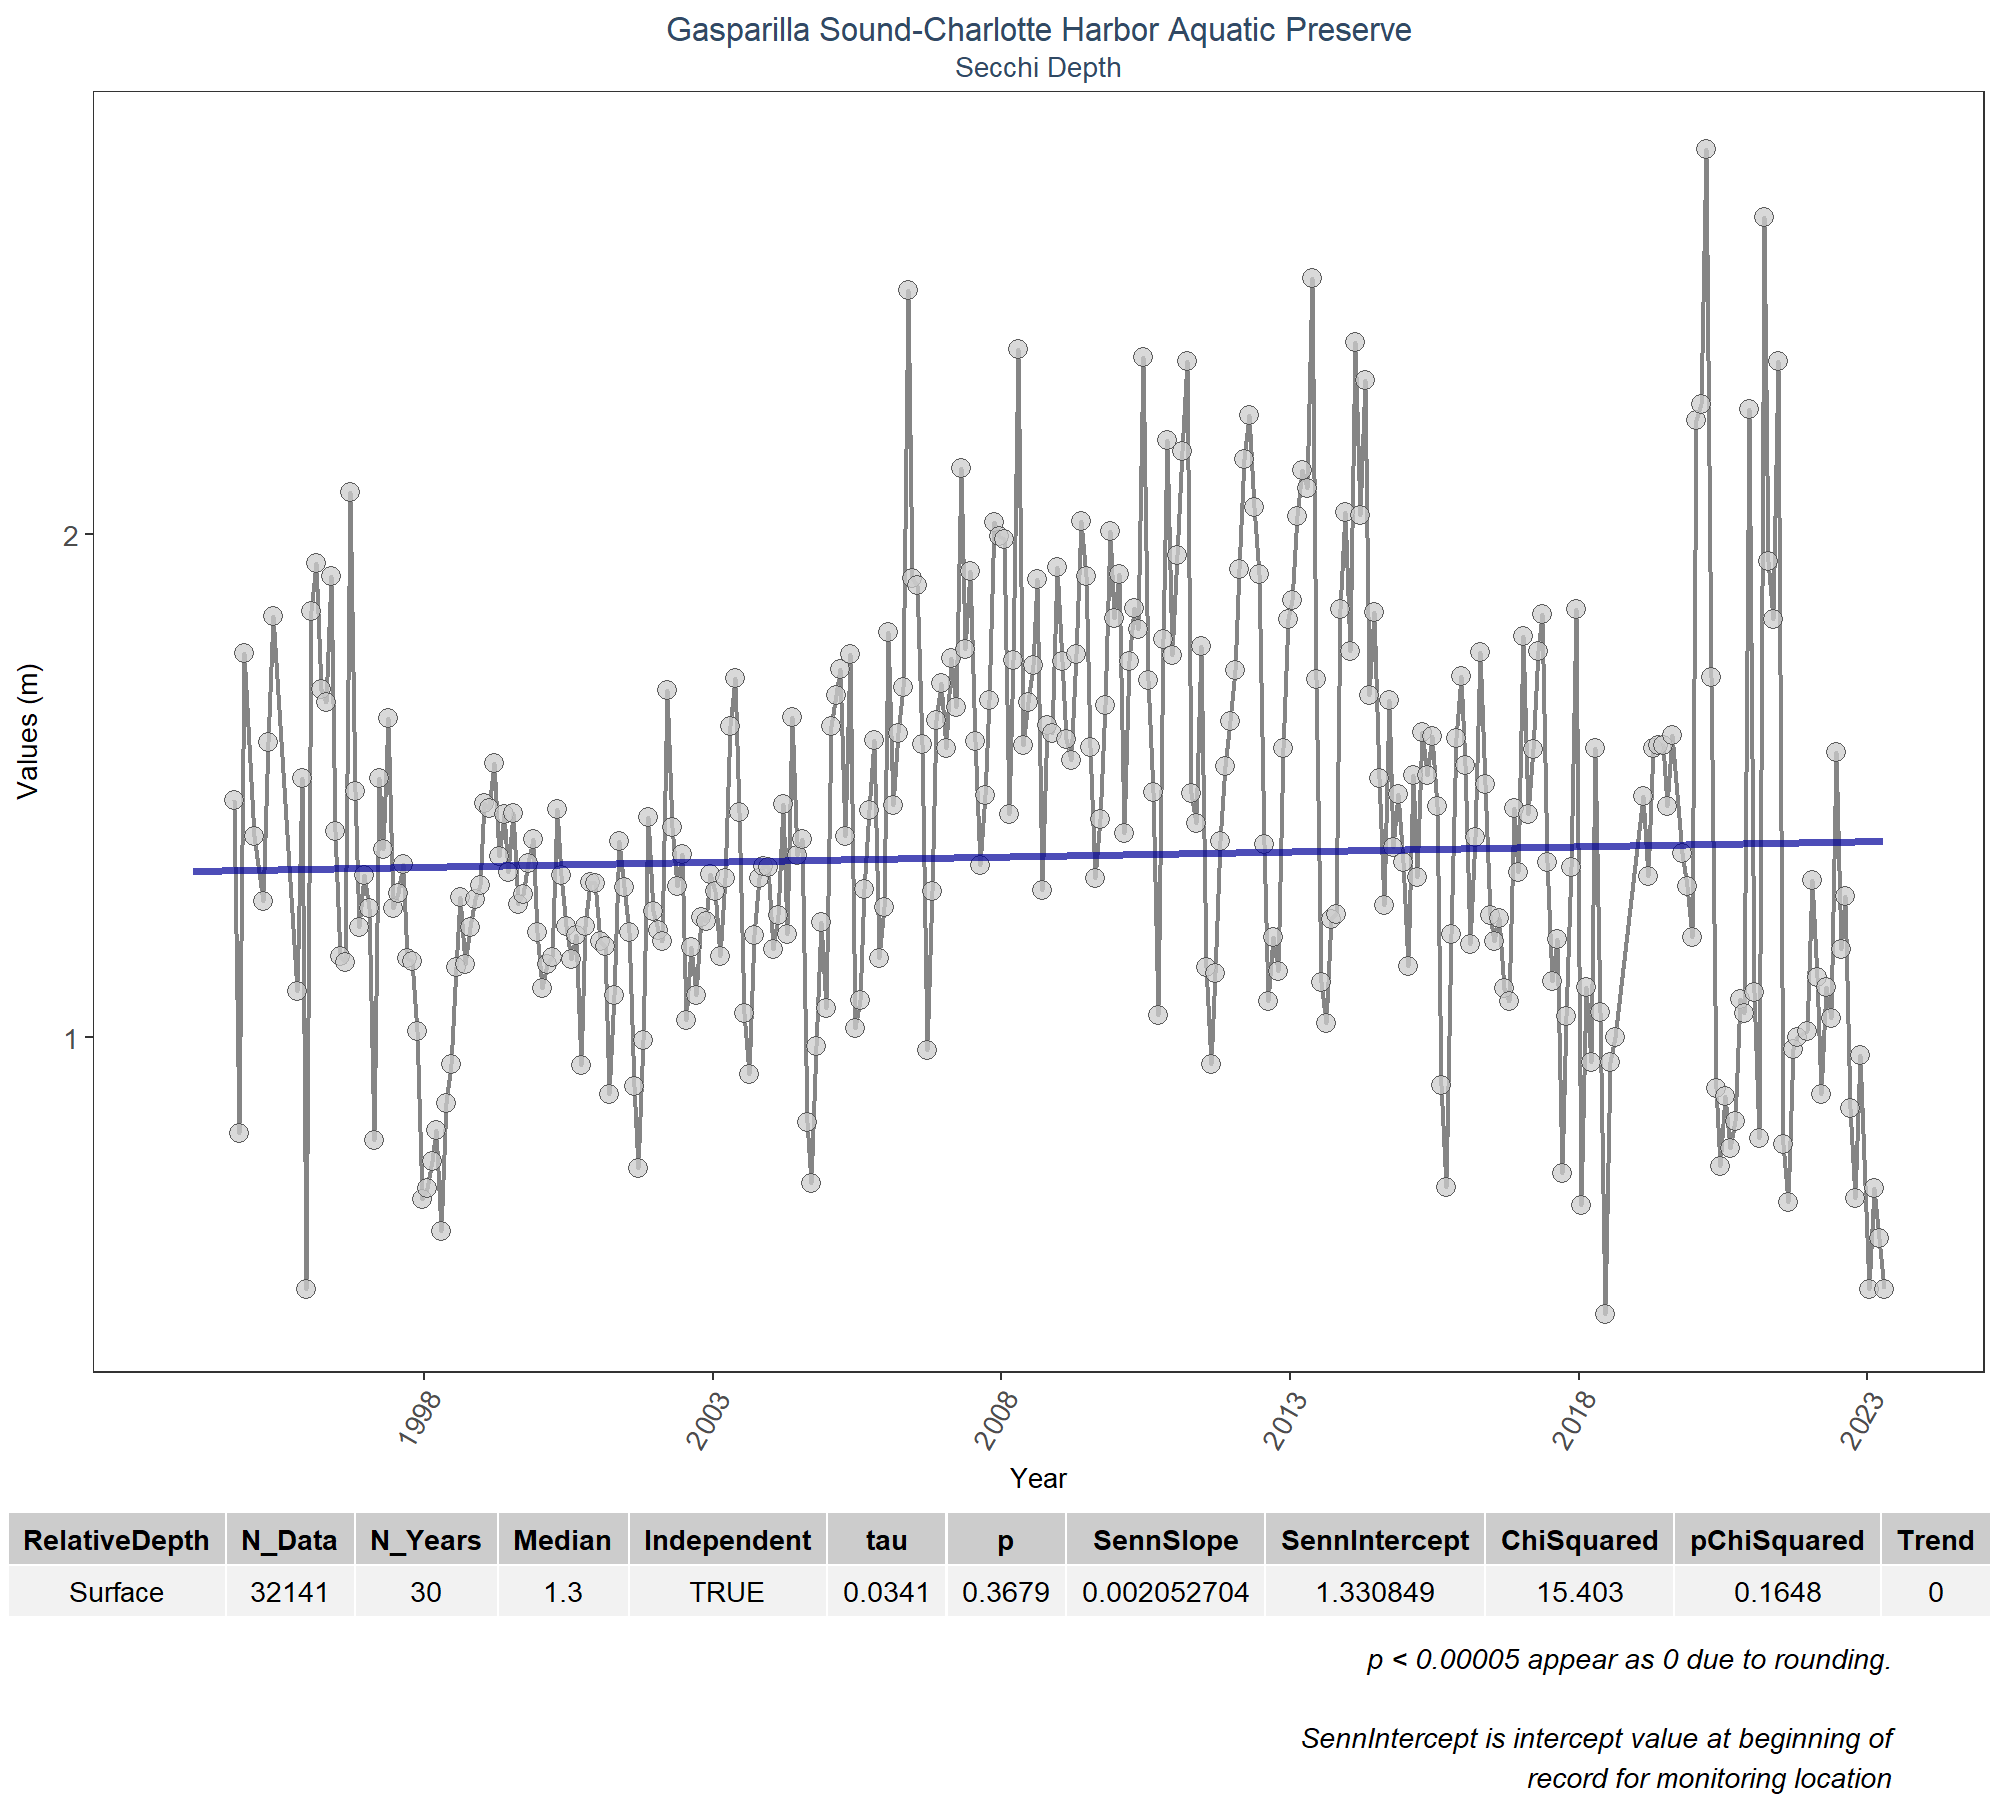 Gasparilla Sound-Charlotte Harbor Aquatic Preserve
Secchi Depth
Values (m)
2
1
1998 2003 2008 2013 2018 2023
Year
RelativeDepth N_Data N_Years Median Independent tau p SennSlope SennIntercept ChiSquared pChiSquared Trend
Surface 32141 30 1.3 TRUE 0.0341 0.3679 0.002052704 1.330849 15.403 0.1648 0
p < 0.00005 appear as 0 due to rounding.
SennIntercept is intercept value at beginning of
record for monitoring location